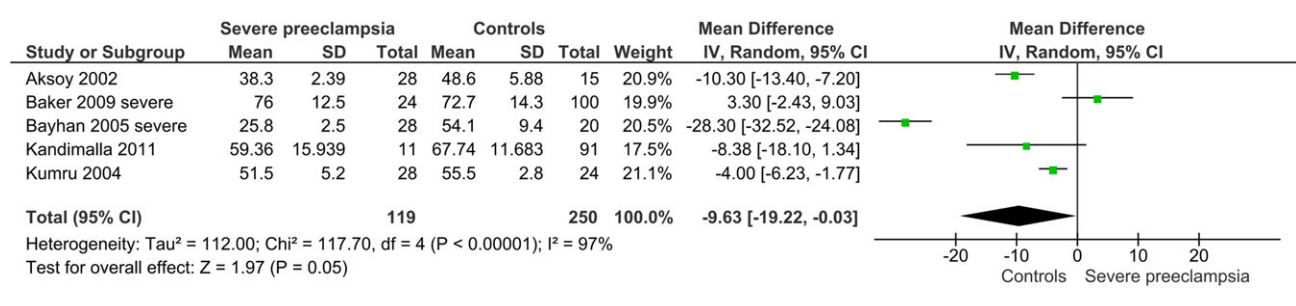 Severe preeclampsia Controls Mean Difference Mean Difference
Study or Subgroup Mean SD Total Mean SD Total Weight IV, Random, 95% CI IV, Random, 95% CI
Aksoy 2002 38.3 2.39 28 48.6 5.88 15 20.9% -10.30 [-13.40, -7.20]
Baker 2009 severe 76 12.5 24 72.7 14.3 100 19.9% 3.30 [-2.43, 9.03]
Bayhan 2005 severe 25.8 2.5 28 54.1 9.4 20 20.5% -28.30 [-32.52, -24.08]
Kandimalla 2011 59.36 15.939 11 67.74 11.683 91 17.5% -8.38 [-18.10, 1.34]
Kumru 2004 51.5 5.2 28 55.5 2.8 24 21.1% -4.00 [-6.23, -1.77]
Total (95% CI) 119 250 100.0% -9.63 [-19.22, -0.03]
Heterogeneity: Tau² = 112.00; Chi² = 117.70, df = 4 (P < 0.00001); I² = 97%
Test for overall effect: Z = 1.97 (P = 0.05)
-20 -10 0 10 20
Controls Severe preeclampsia